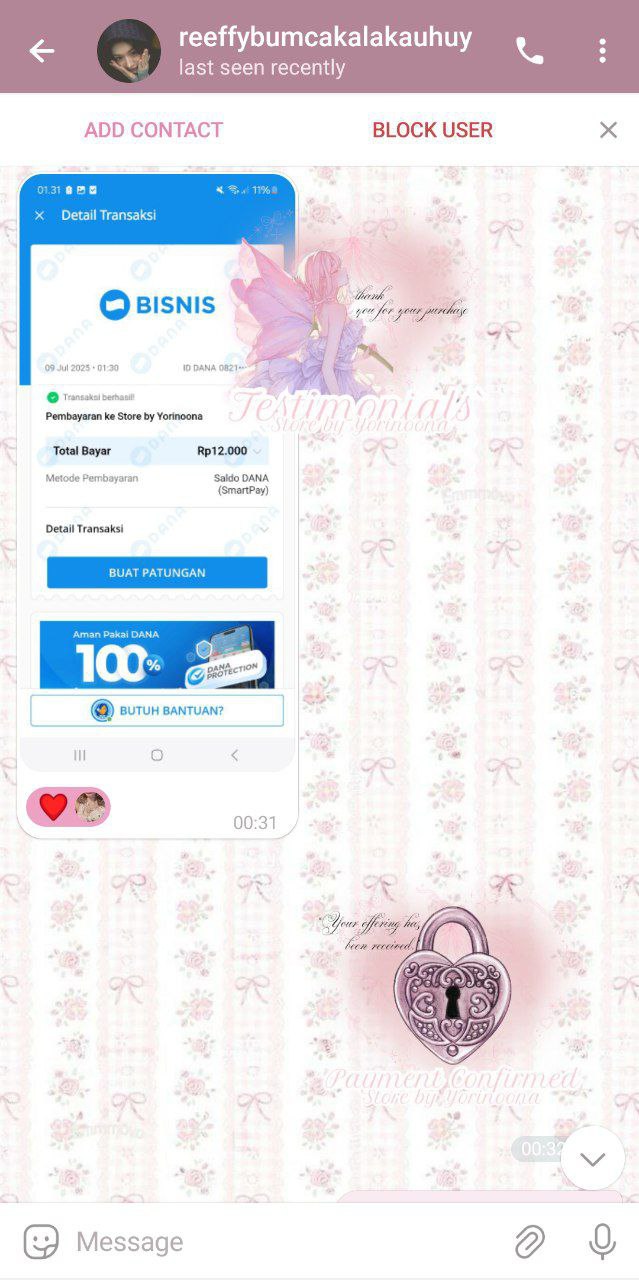 reeffybumcakalakauhuy
last seen recently
ADD CONTACT
BLOCK USER
01.31
11%
Detail Transaksi
BISNIS
09 Jul 2025 • 01:30
ID DANA 0821
Transaksi berhasil!
Pembayaran ke Store by Yorinoona
Total Bayar
Rp12.000
Metode Pembayaran
Saldo DANA
(SmartPay)
Detail Transaksi
BUAT PATUNGAN
Aman Pakai DANA
100%
DANA
PROTECTION
BUTUH BANTUAN?
00:31
thank
you for your purchase
Testimonials
Store by Yorinoona
"Your offering has
been received.
Payment Confirmed
Store by Yorinoona
00:32
Message